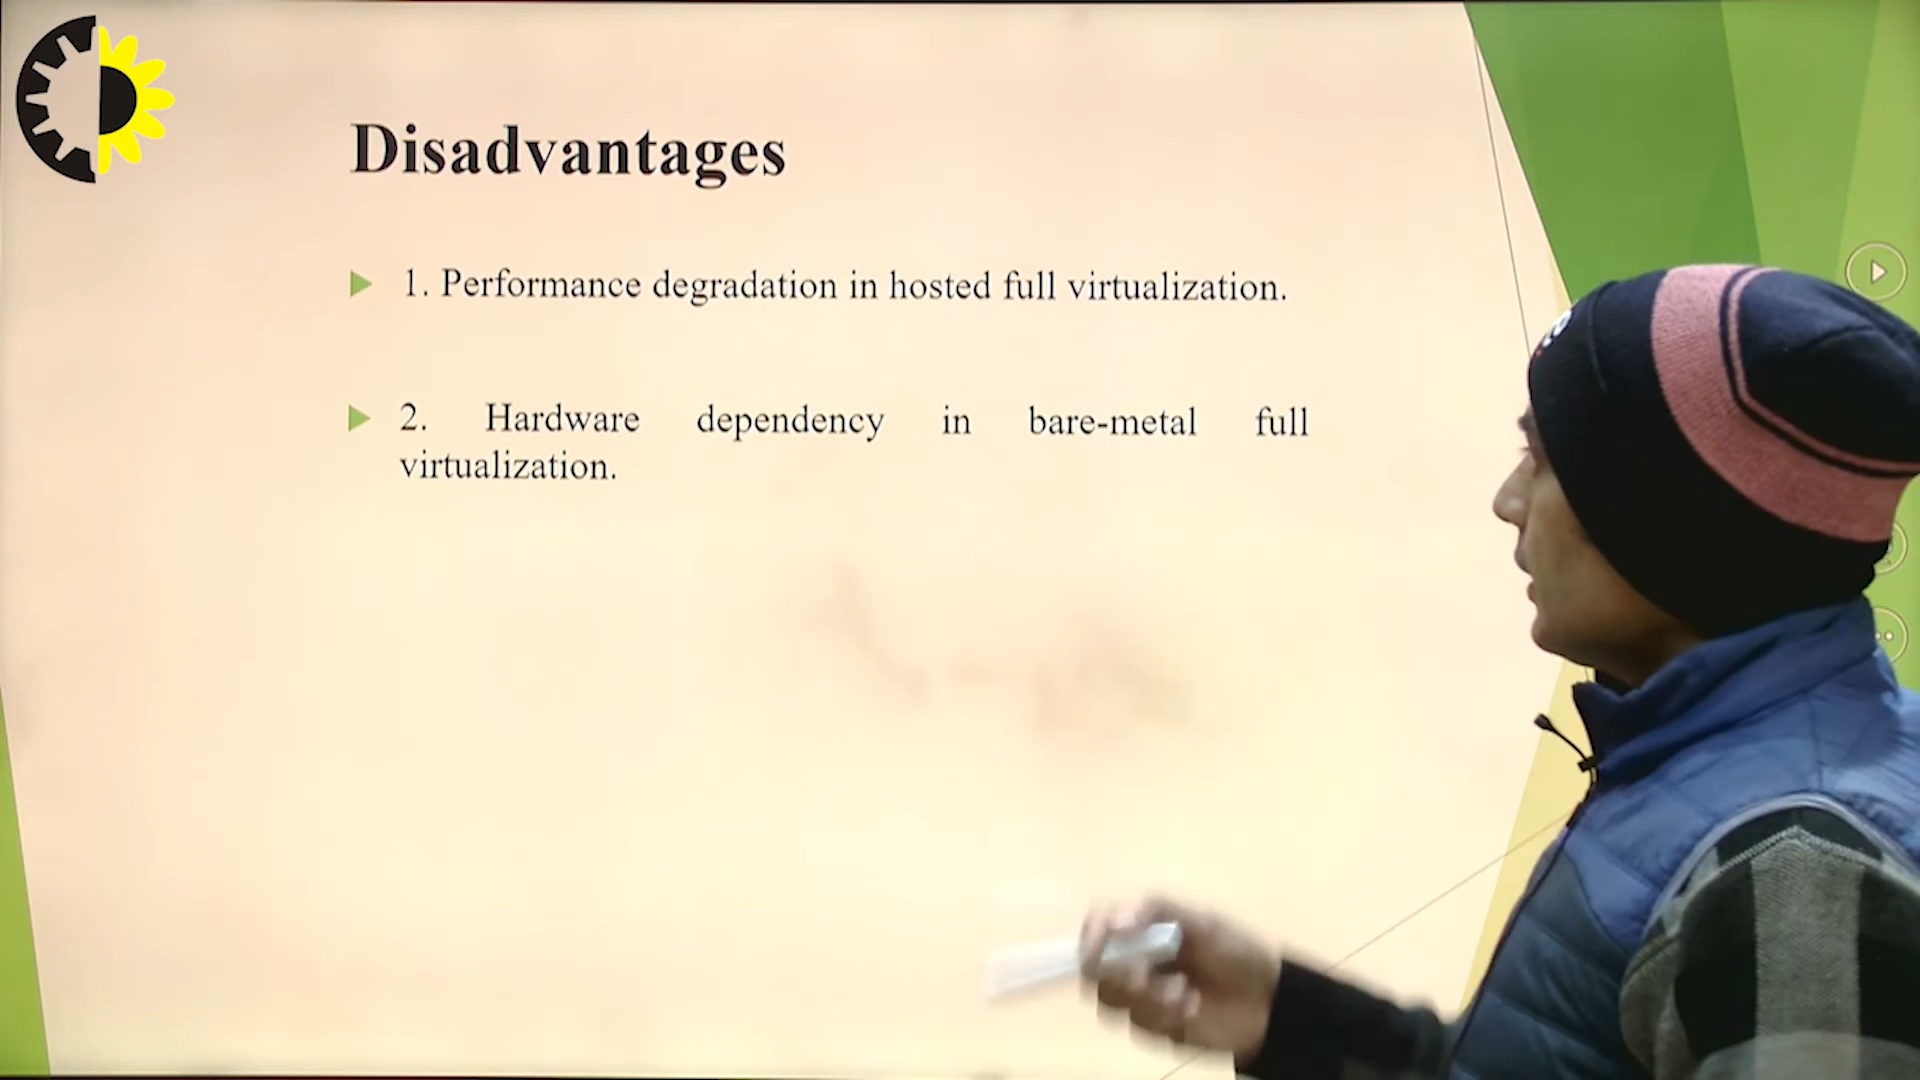 Disadvantages
1. Performance degradation in hosted full virtualization.
2. Hardware dependency in bare-metal full
virtualization.